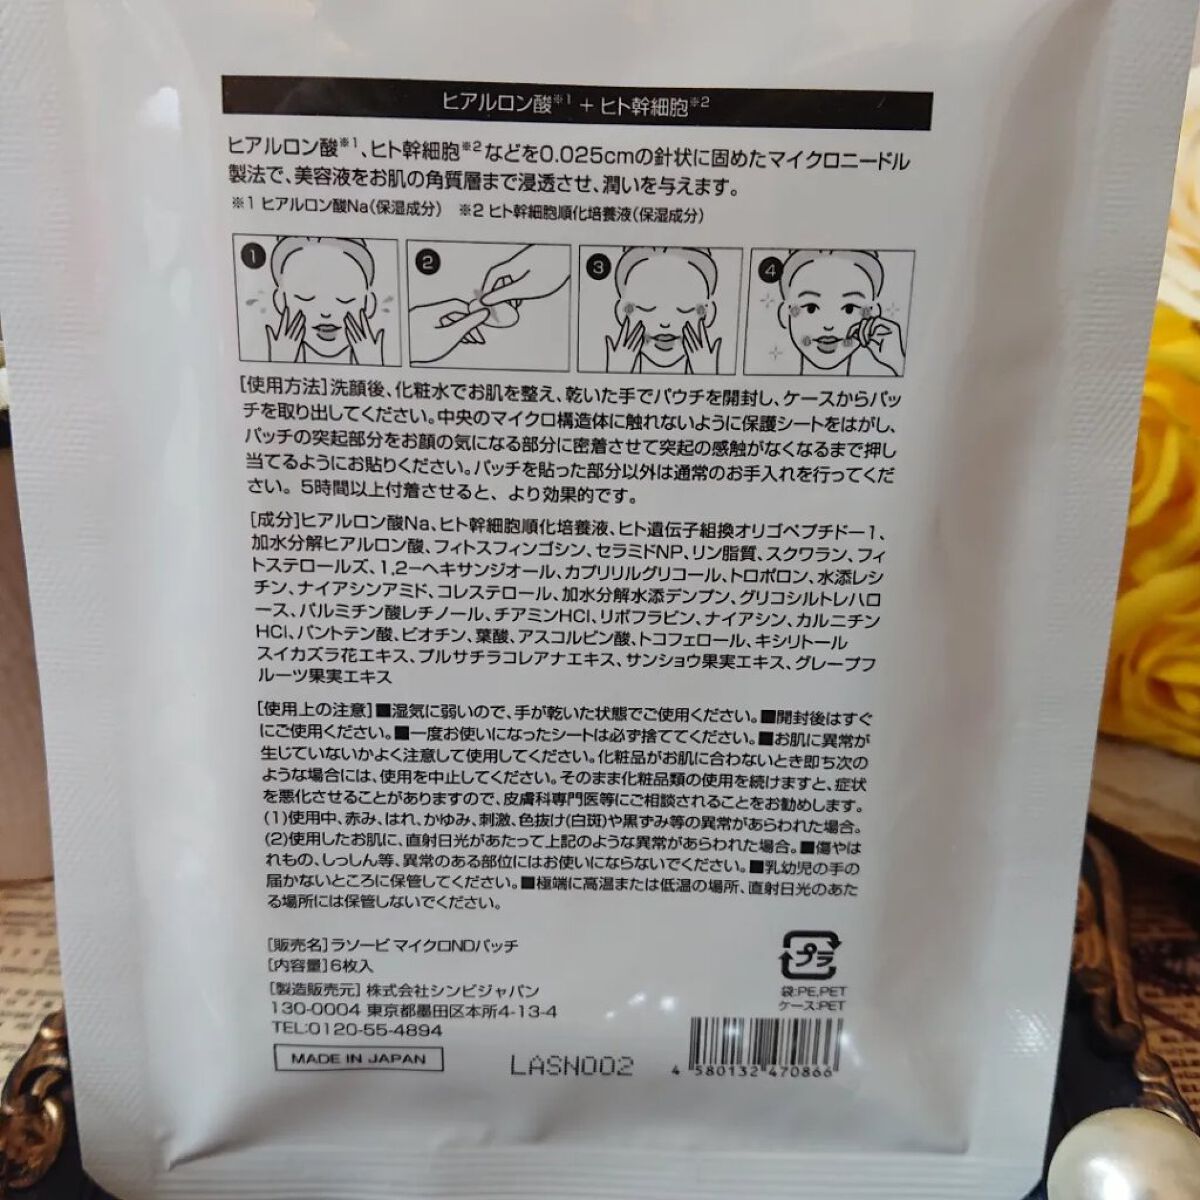 ヒアルロン酸※1 + ヒト幹細胞※2
ヒアルロン酸※1、ヒト幹細胞※2などを0.025cmの針状に固めたマイクロニードル
製法で、美容液をお肌の角質層まで浸透させ、潤いを与えます。
※1 ヒアルロン酸Na(保湿成分) ※2 ヒト幹細胞順化培養液(保湿成分)
1 2 3 4
[使用方法]洗顔後、化粧水でお肌を整え、乾いた手でパウチを開封し、ケースからパッ
チを取り出してください。中央のマイクロ構造体に触れないように保護シートをはがし、
パッチの突起部分をお顔の気になる部分に密着させて突起の感触がなくなるまで押し
当てるようにお貼りください。パッチを貼った部分以外は通常のお手入れを行ってくだ
さい。5時間以上付着させると、より効果的です。
[成分]ヒアルロン酸Na、ヒト幹細胞順化培養液、ヒト遺伝子組換オリゴペプチド-1、
加水分解ヒアルロン酸、フィトスフィンゴシン、セラミドNP、リン脂質、スクワラン、フィ
トステロールズ、1,2-ヘキサンジオール、カプリリルグリコール、トロポロン、水添レシ
チン、ナイアシンアミド、コレステロール、加水分解水添デンプン、グリコシルトレハロ
ース、パルミチン酸レチノール、チアミンHCl、リボフラビン、ナイアシン、カルニチン
HCl、パントテン酸、ビオチン、葉酸、アスコルビン酸、トコフェロール、キシリトール
スイカズラ花エキス、プルサチラコレアナエキス、サンショウ果実エキス、グレープフ
ルーツ果実エキス
[使用上の注意]■湿気に弱いので、手が乾いた状態でご使用ください。■開封後はすぐ
にご使用ください。■一度お使いになったシートは必ず捨ててください。■お肌に異常が
生じていないかよく注意して使用してください。化粧品がお肌に合わないとき即ち次の
ような場合には、使用を中止してください。そのまま化粧品類の使用を続けますと、症状
を悪化させることがありますので、皮膚科専門医等にご相談されることをお勧めします。
(1)使用中、赤み、はれ、かゆみ、刺激、色抜け(白斑)や黒ずみ等の異常があらわれた場合。
(2)使用したお肌に、直射日光があたって上記のような異常があらわれた場合。■傷やは
れもの、しっしん等、異常のある部位にはお使いにならないでください。■乳幼児の手の
届かないところに保管してください。■極端に高温または低温の場所、直射日光のあた
る場所には保管しないでください。
[販売名]ラソービ マイクロNDパッチ
[内容量]6枚入
[製造販売元] 株式会社シンビジャパン
130-0004 東京都墨田区本所4-13-4
TEL:0120-55-4894
MADE IN JAPAN
プラ
袋:PE,PET
ケース:PET
LASN002
4 580132 470866